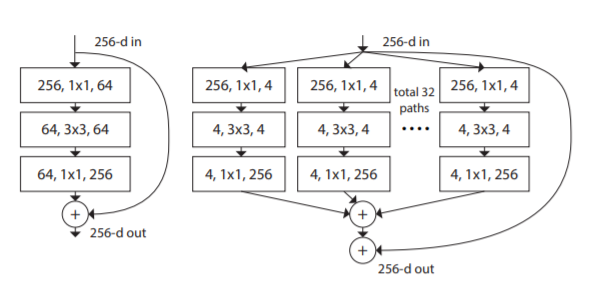 256-d in
256, 1x1, 64
64, 3x3, 64
64, 1x1, 256
+
256-d out
256-d in
256, 1x1, 4
256, 1x1, 4
total 32
paths
256, 1x1, 4
4, 3x3, 4
4, 3x3, 4
....
4, 3x3, 4
4, 1x1, 256
4, 1x1, 256
4, 1x1, 256
+
+
256-d out